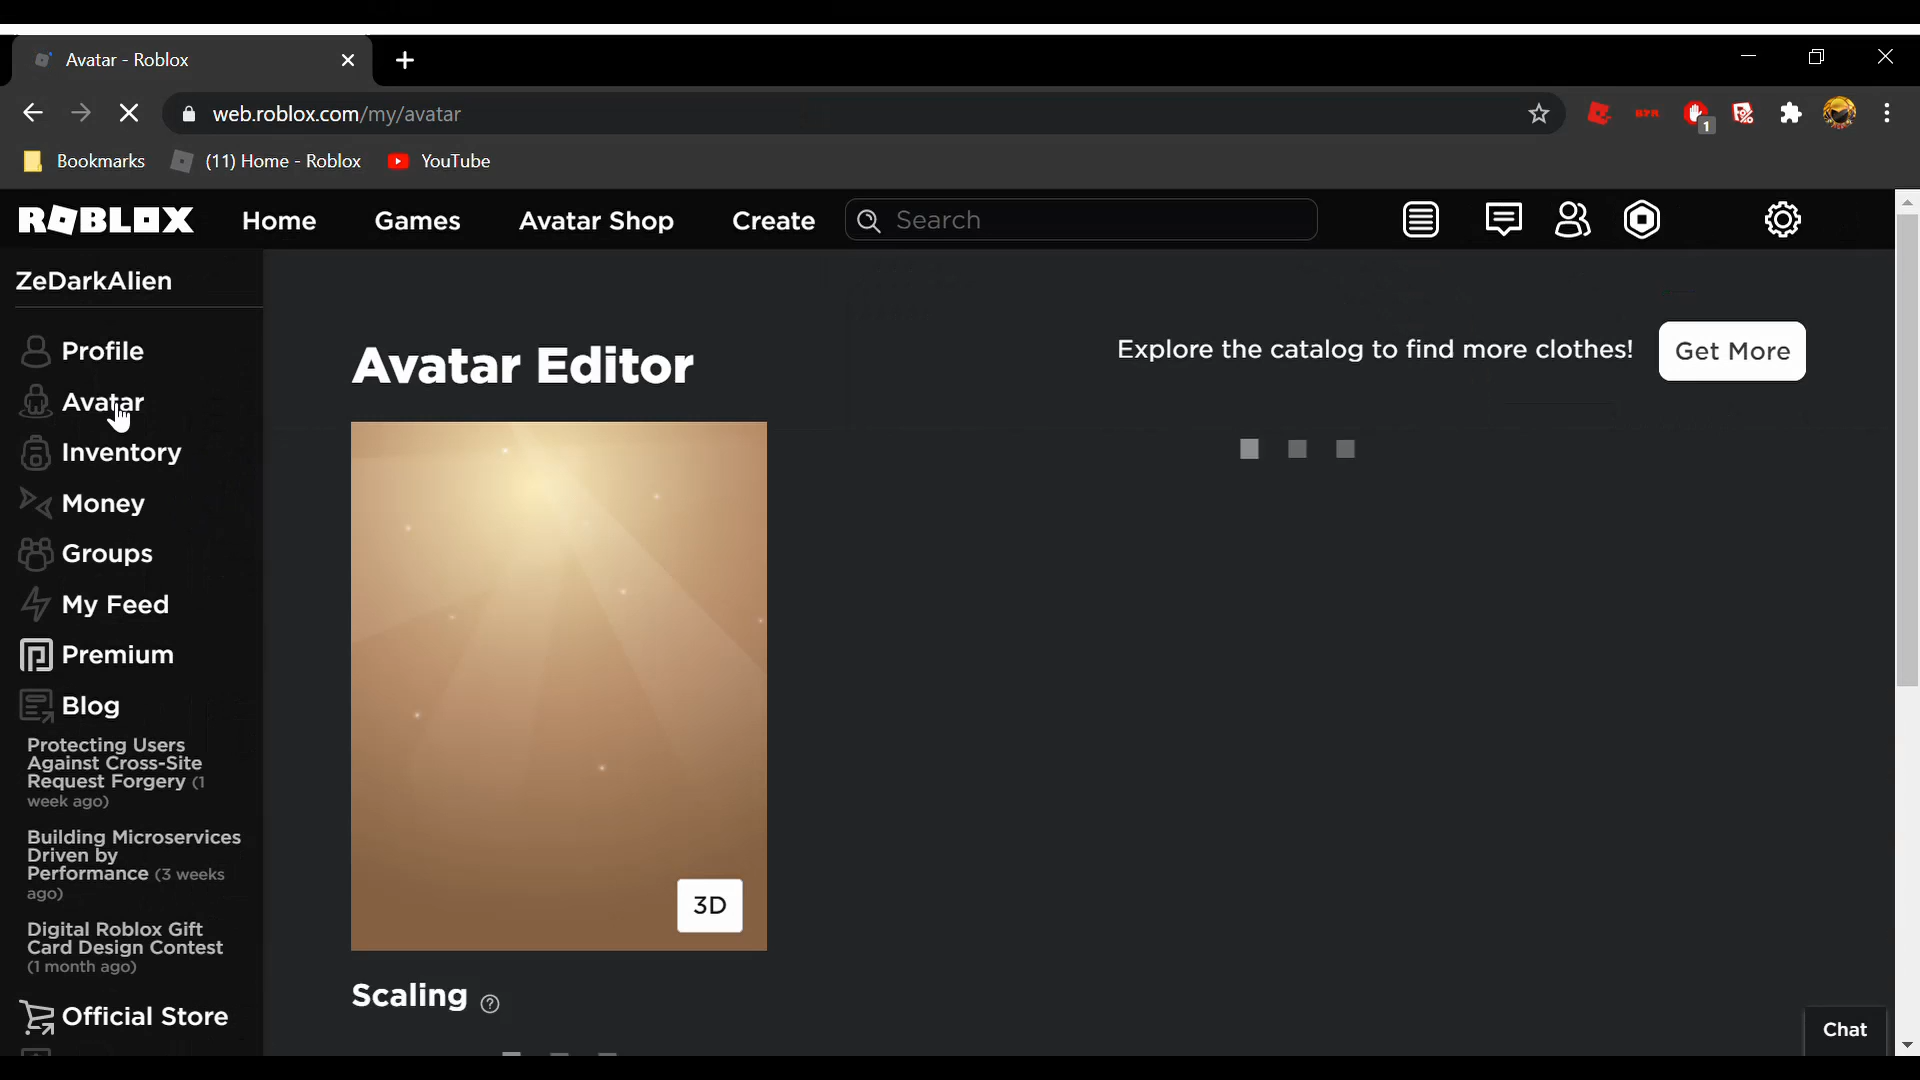 Avatar - Roblox
web.roblox.com/my/avatar
1
Bookmarks
(11) Home - Roblox
YouTube
ROBLOX
Home
Games
Avatar Shop
Create
Search
ZeDarkAlien
Profile
Avatar
Inventory
Money
Groups
My Feed
Premium
Blog
Protecting Users
Against Cross-Site
Request Forgery (1
week ago)
Building Microservices
Driven by
Performance (3 weeks
ago)
Digital Roblox Gift
Card Design Contest
(1 month ago)
Official Store
Avatar Editor
Explore the catalog to find more clothes!
Get More
3D
Scaling
Chat